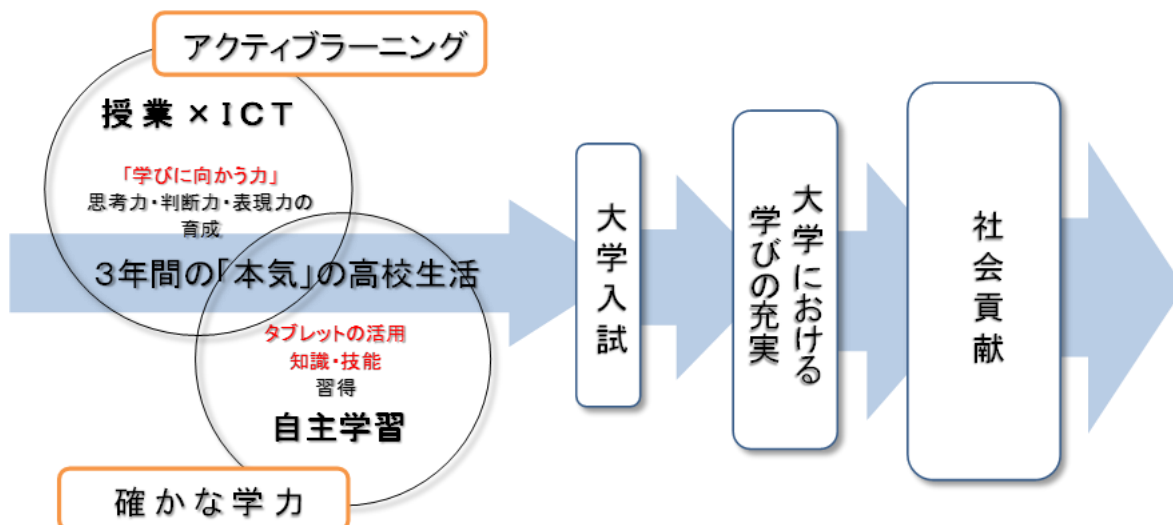 アクティブラーニング
授業×ICT
「学びに向かう力」
思考力・判断力・表現力の
育成
3年間の「本気」の高校生活
タブレットの活用
知識・技能
習得
自主学習
確かな学力
大学入試
大学における
学びの充実
社会貢献